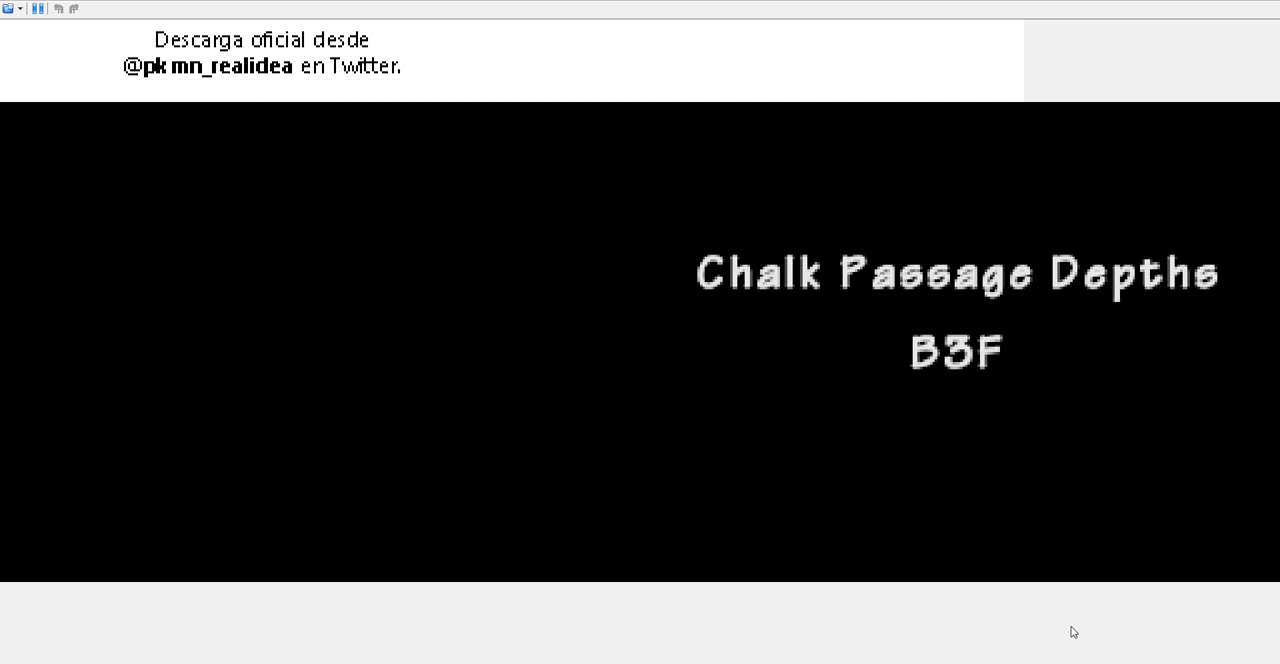 Descarga oficial desde
@pkmn_realidea en Twitter.
Chalk Passage Depths
B3F